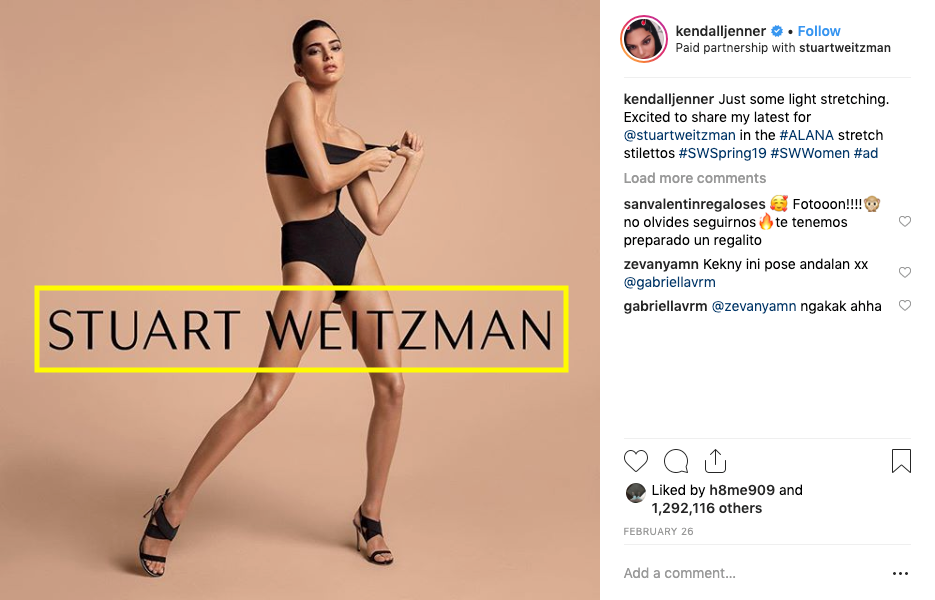 STUART WEITZMAN
kendalljenner • Follow
Paid partnership with stuartweitzman
kendalljenner Just some light stretching.
Excited to share my latest for
@stuartweitzman in the #ALANA stretch
stilettos #SWSpring19 #SWWomen #ad
Load more comments
sanvalentinregaloses 🥰 Fotooon!!!!🙊
no olvides seguirnos🔥te tenemos
preparado un regalito
zevanyamn Kekny ini pose andalan xx
@gabriellavrm
gabriellavrm @zevanyamn ngakak ahha
Liked by h8me909 and
1,292,116 others
FEBRUARY 26
Add a comment...